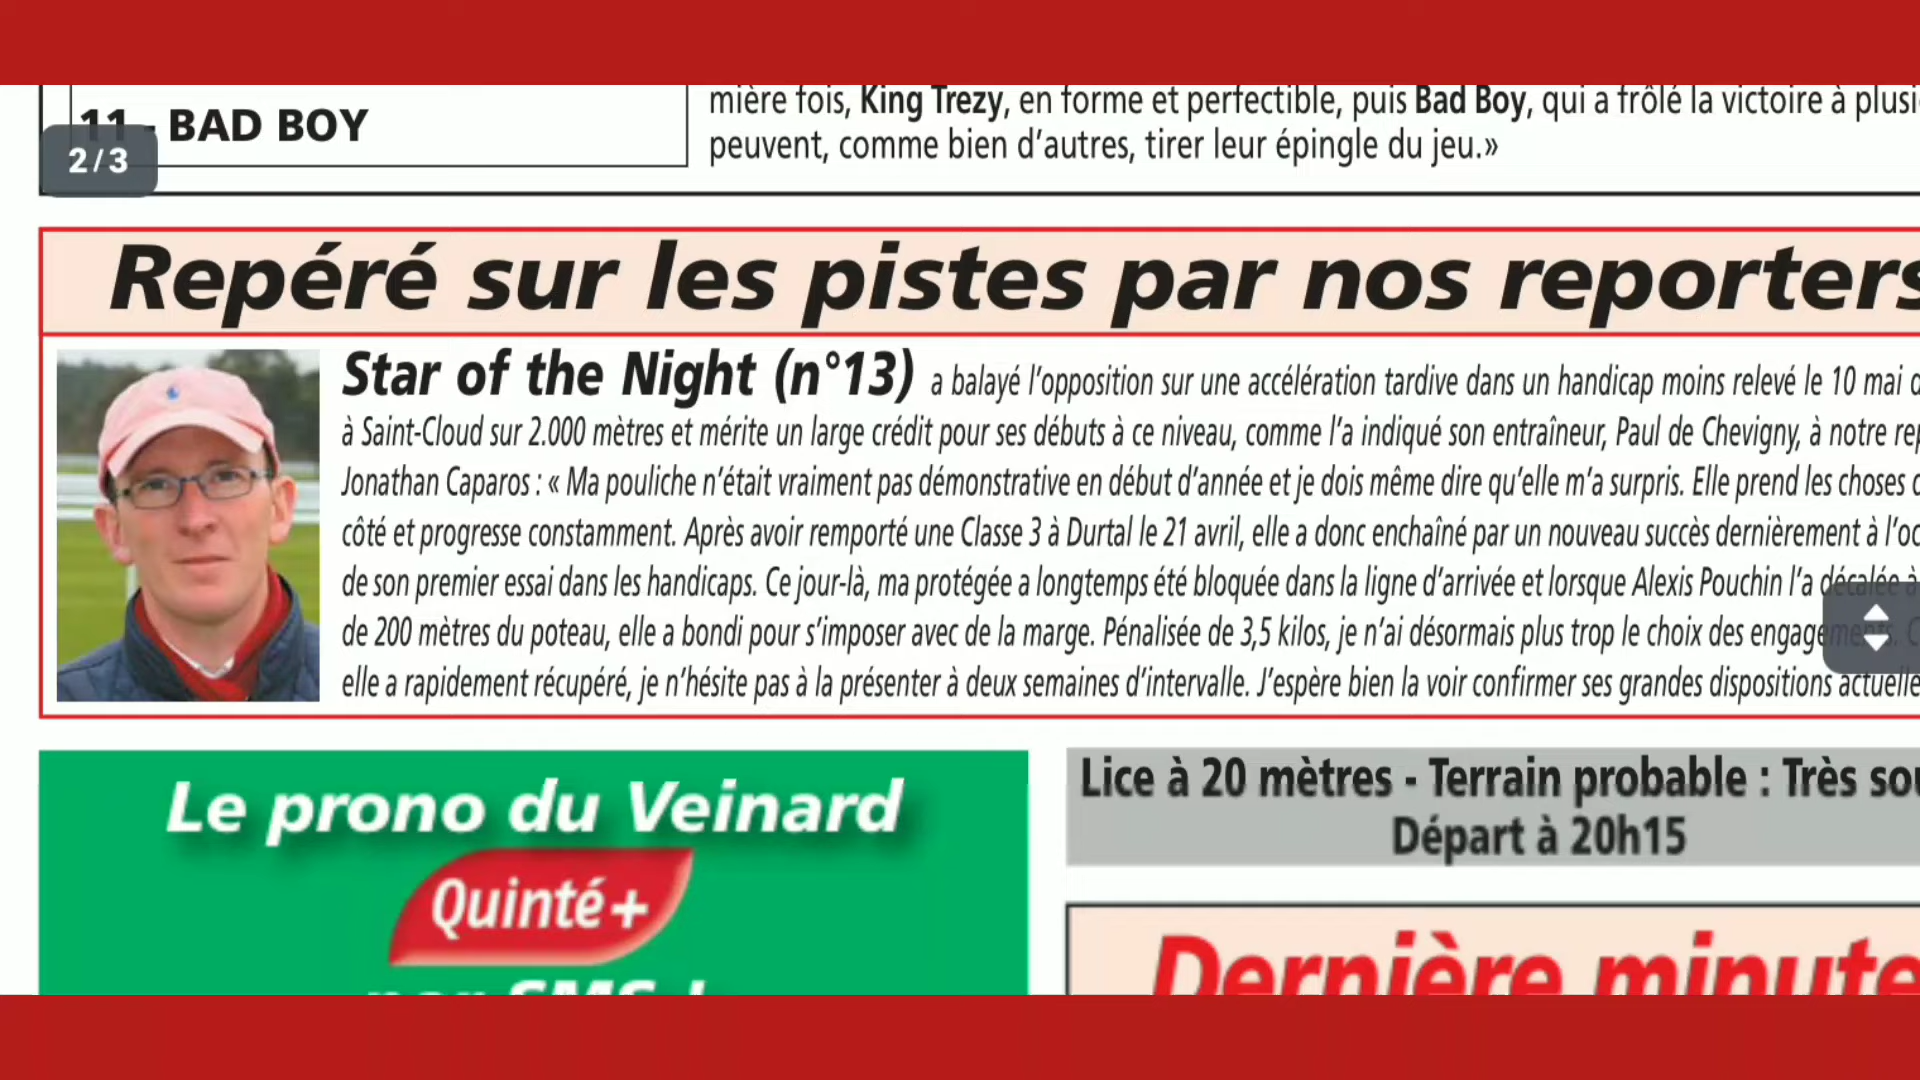 mière fois, King Trezy, en forme et perfectible, puis Bad Boy, qui a frôlé la victoire à
11 - BAD BOY
peuvent, comme bien d’autres, tirer leur épingle du jeu.»
2/3
Repéré sur les pistes par nos reporters
Star of the Night (n°13) a balayé l’opposition sur une accélération tardive dans un handicap moins relevé le 10 mai
à Saint-Cloud sur 2.000 mètres et mérite un large crédit pour ses débuts à ce niveau, comme l’a indiqué son entraîneur, Paul de Chevigny, à notre
Jonathan Caparos : « Ma pouliche n’était vraiment pas démonstrative en début d’année et je dois même dire qu’elle m’a surpris. Elle prend les choses
côté et progresse constamment. Après avoir remporté une Classe 3 à Durtal le 21 avril, elle a donc enchaîné par un nouveau succès dernièrement à
de son premier essai dans les handicaps. Ce jour-là, ma protégée a longtemps été bloquée dans la ligne d’arrivée et lorsque Alexis Pouchin l’a décalée à
de 200 mètres du poteau, elle a bondi pour s’imposer avec de la marge. Pénalisée de 3,5 kilos, je n’ai désormais plus trop le choix des engagements.
elle a rapidement récupéré, je n’hésite pas à la présenter à deux semaines d’intervalle. J’espère bien la voir confirmer ses grandes dispositions
Le prono du Veinard
Quinté+
Lice à 20 mètres - Terrain probable : Très
Départ à 20h15
Dernière minute